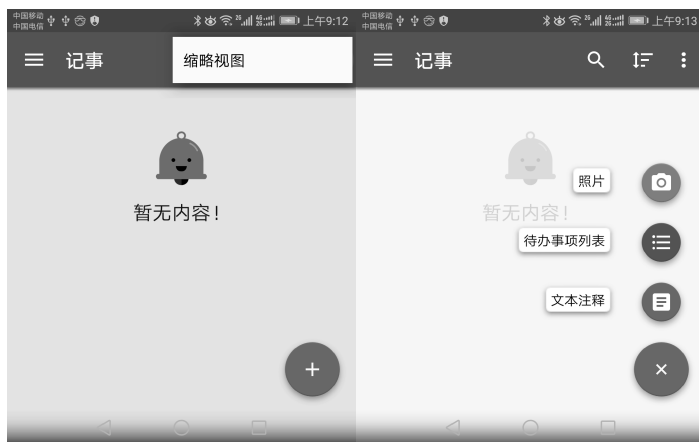 中国移动
中国电信
上午9:12
记事
缩略视图
暂无内容!
中国移动
中国电信
上午9:13
记事
照片
暂无内容!
待办事项列表
文本注释